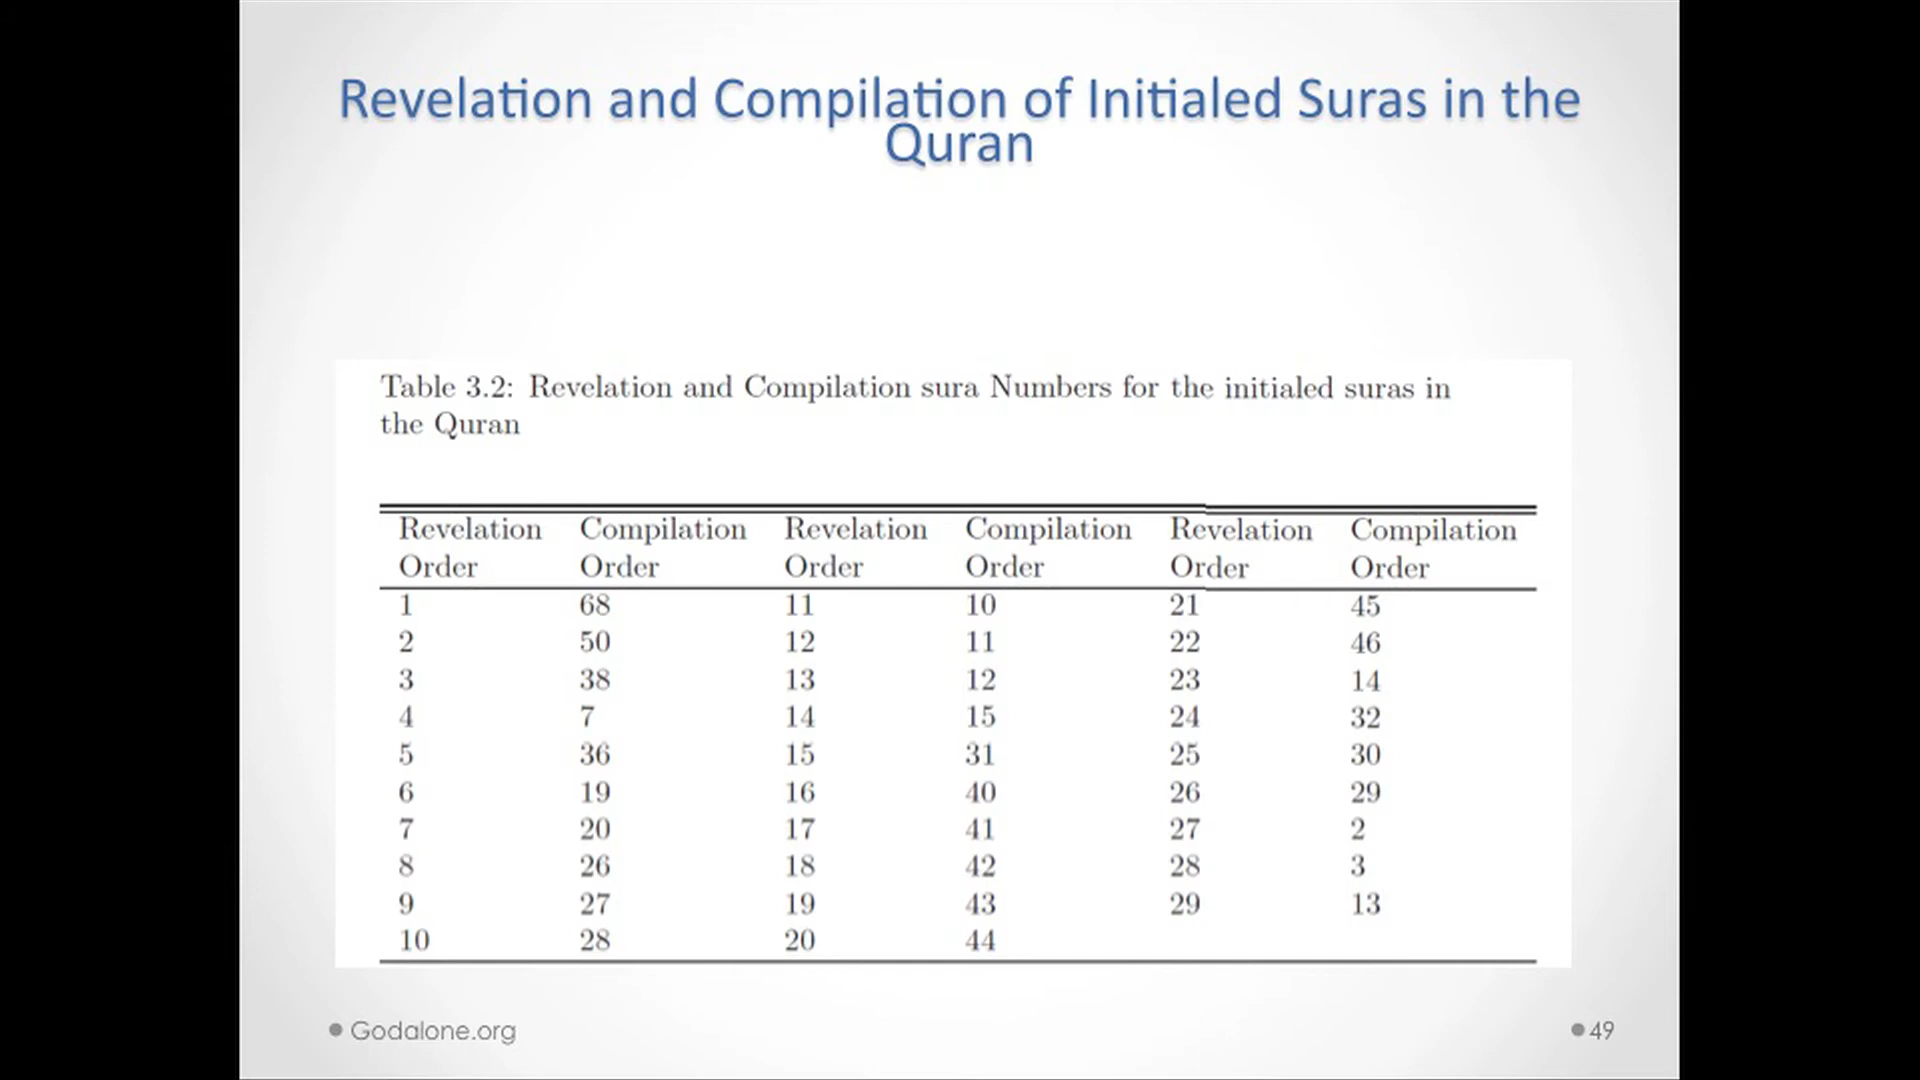 Revelation and Compilation of Initialed Suras in the
Quran
Table 3.2: Revelation and Compilation sura Numbers for the initialed suras in
the Quran
Revelation Compilation Revelation Compilation Revelation Compilation
Order Order Order Order Order Order
1 68 11 10 21 45
2 50 12 11 22 46
3 38 13 12 23 14
4 7 14 15 24 32
5 36 15 31 25 30
6 19 16 40 26 29
7 20 17 41 27 2
8 26 18 42 28 3
9 27 19 43 29 13
10 28 20 44
Godalone.org
49